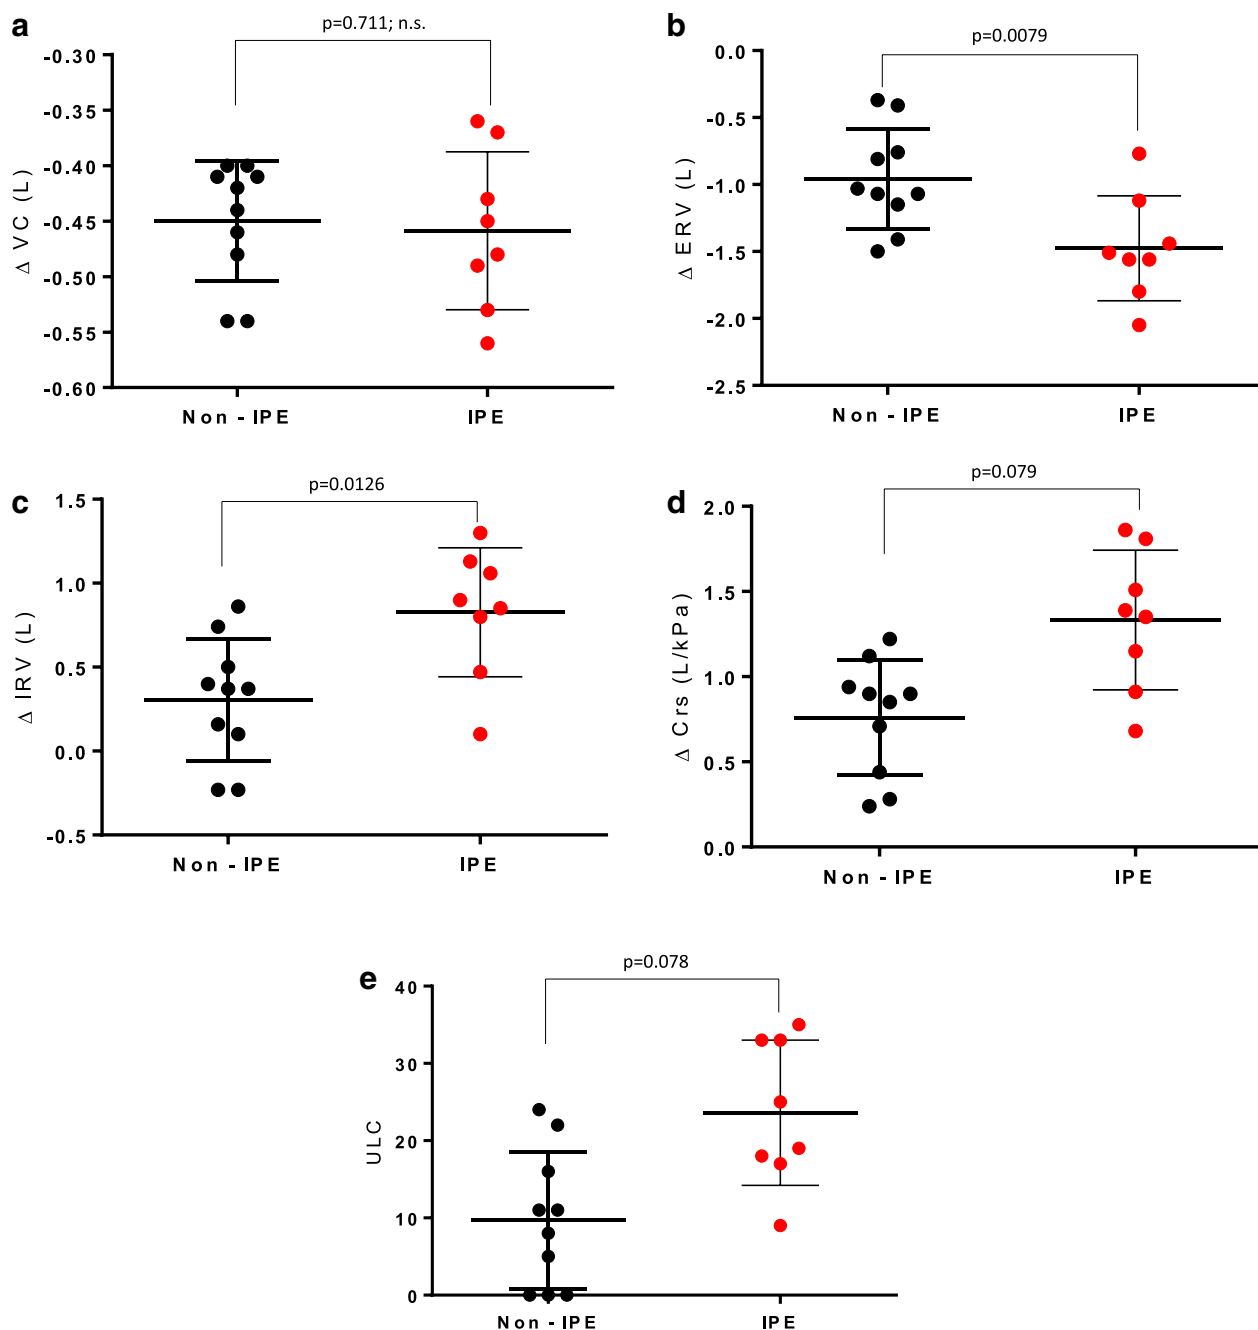 a
p=0.711; n.s.
Δ VC (L)
-0.30
-0.35
-0.40
-0.45
-0.50
-0.55
-0.60
Non - IPE
IPE
b
p=0.0079
Δ ERV (L)
0.0
-0.5
-1.0
-1.5
-2.0
-2.5
Non - IPE
IPE
c
p=0.0126
Δ IRV (L)
1.5
1.0
0.5
0.0
-0.5
Non - IPE
IPE
d
p=0.079
Δ Crs (L/kPa)
2.0
1.5
1.0
0.5
0.0
Non - IPE
IPE
e
p=0.078
ULC
40
30
20
10
0
Non - IPE
IPE